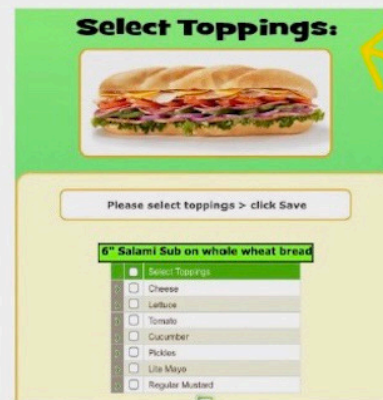 Select Toppings:
Please select toppings > click Save
6" Salami Sub on whole wheat bread
Select Toppings
Cheese
Lettuce
Tomato
Cucumber
Pickles
Lite Mayo
Regular Mustard